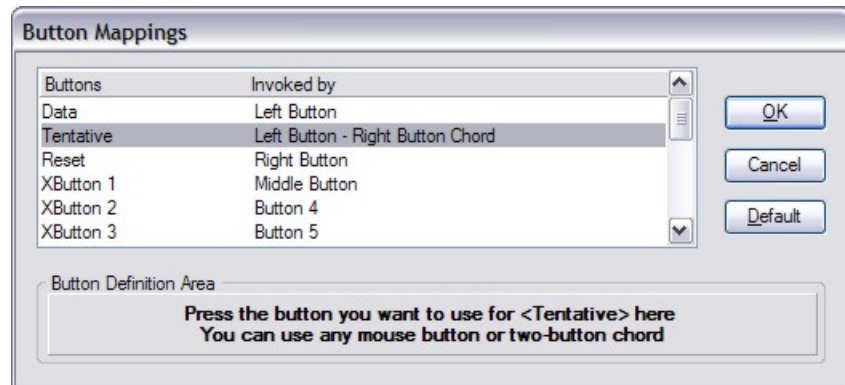 Button Mappings
Buttons Invoked by
Data Left Button
Tentative Left Button - Right Button Chord
Reset Right Button
XButton 1 Middle Button
XButton 2 Button 4
XButton 3 Button 5
OK
Cancel
Default
Button Definition Area
Press the button you want to use for <Tentative> here
You can use any mouse button or two-button chord